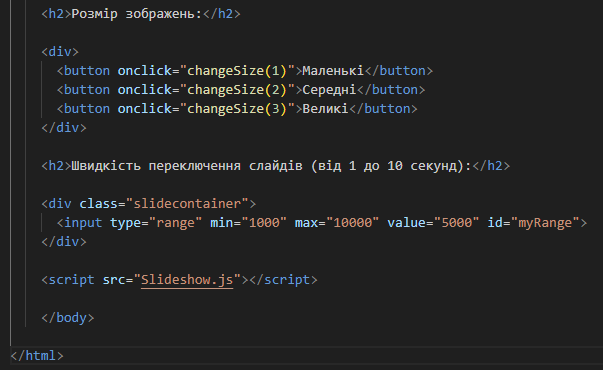 <h2>Розмір зображень:</h2>
<div>
<button onclick="changeSize(1)">Маленькі</button>
<button onclick="changeSize(2)">Середні</button>
<button onclick="changeSize(3)">Великі</button>
</div>
<h2>Швидкість переключення слайдів (від 1 до 10 секунд):</h2>
<div class="slidecontainer">
<input type="range" min="1000" max="10000" value="5000" id="myRange">
</div>
<script src="Slideshow.js"></script>
</body>
</html>